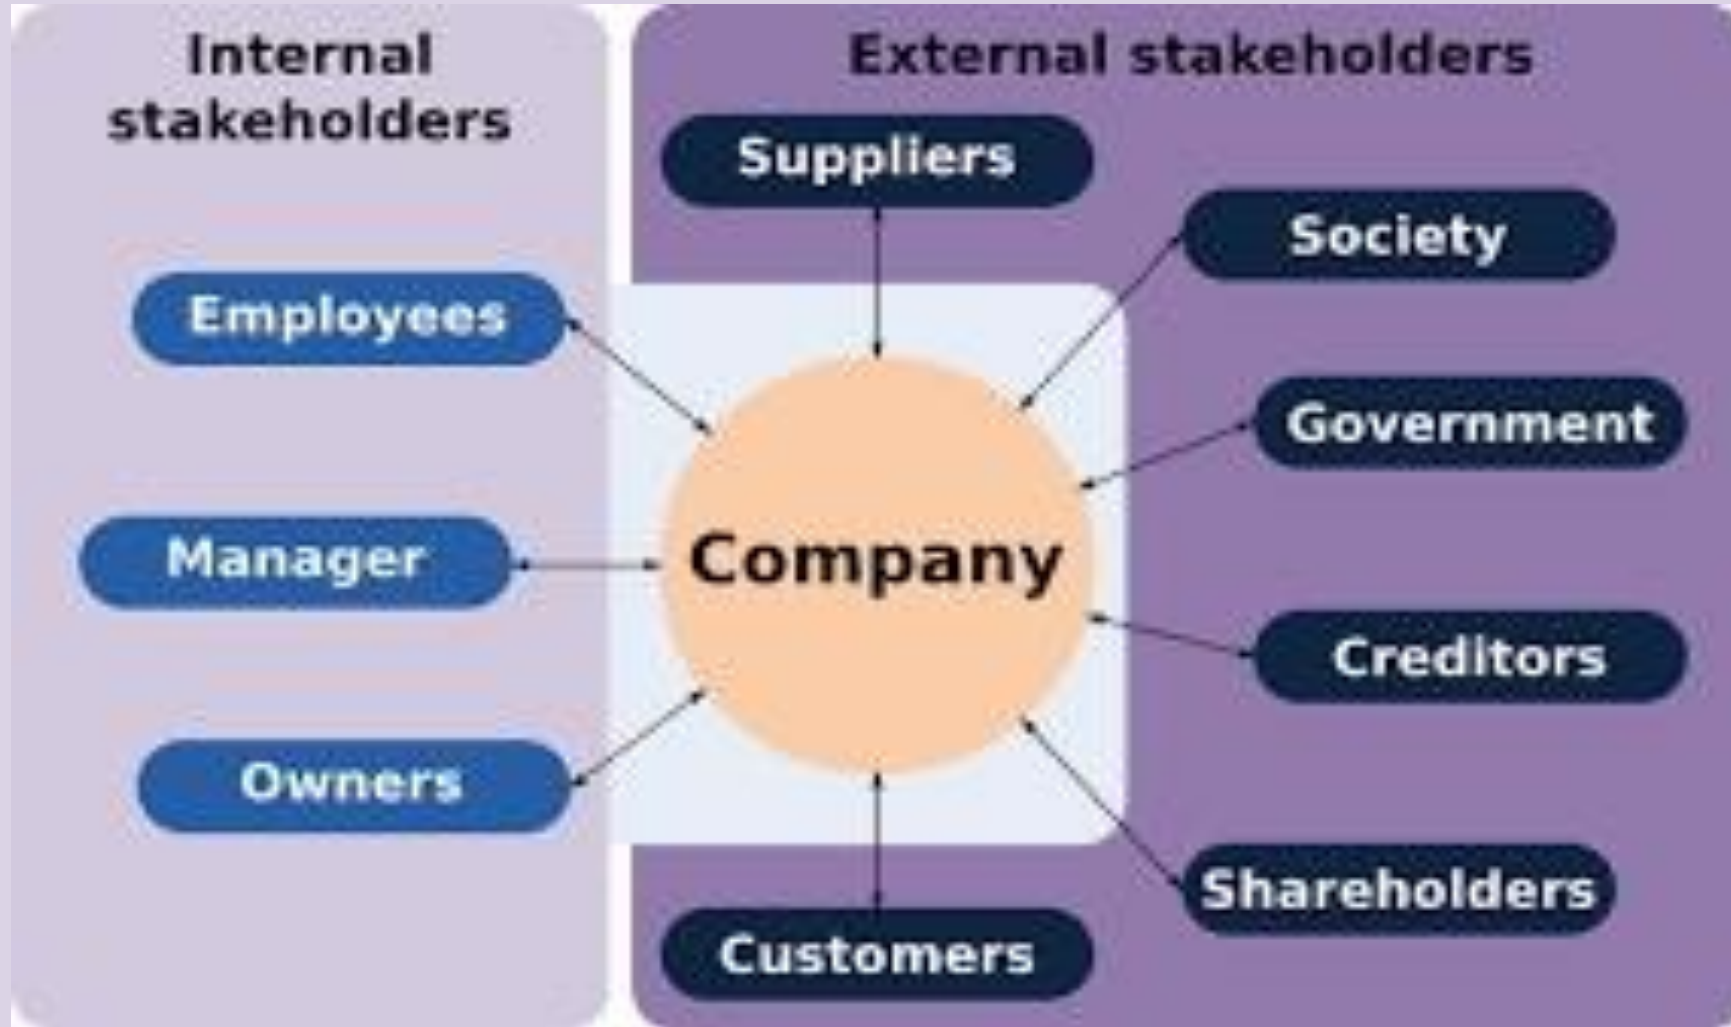 Internal
stakeholders
External stakeholders
Suppliers
Society
Employees
Government
Manager
Company
Creditors
Owners
Shareholders
Customers